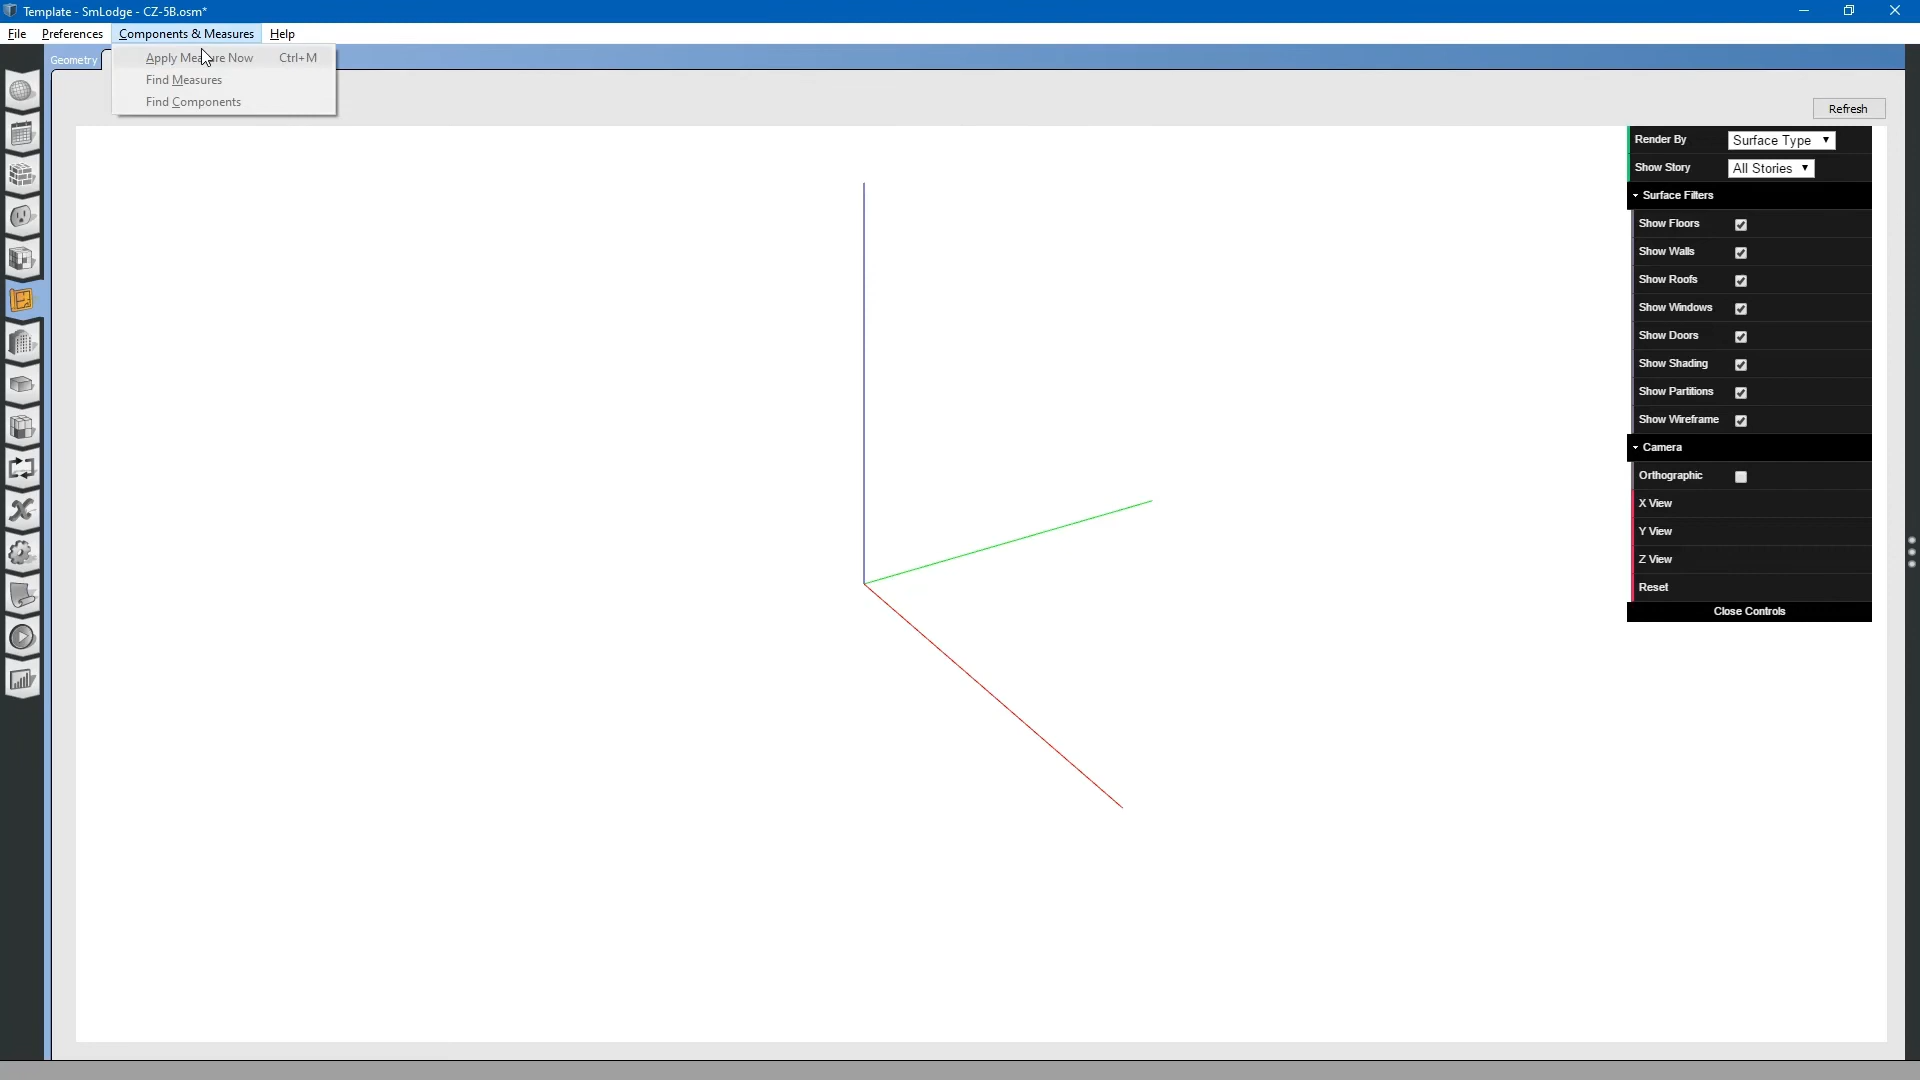 Template - SmLodge - CZ-5B.osm*
File Preferences Components & Measures Help
Geometry
Apply Measure Now Ctrl+M
Find Measures
Find Components
Refresh
Render By Surface Type
Show Story All Stories
Surface Filters
Show Floors
Show Walls
Show Roofs
Show Windows
Show Doors
Show Shading
Show Partitions
Show Wireframe
Camera
Orthographic
X View
Y View
Z View
Reset
Close Controls